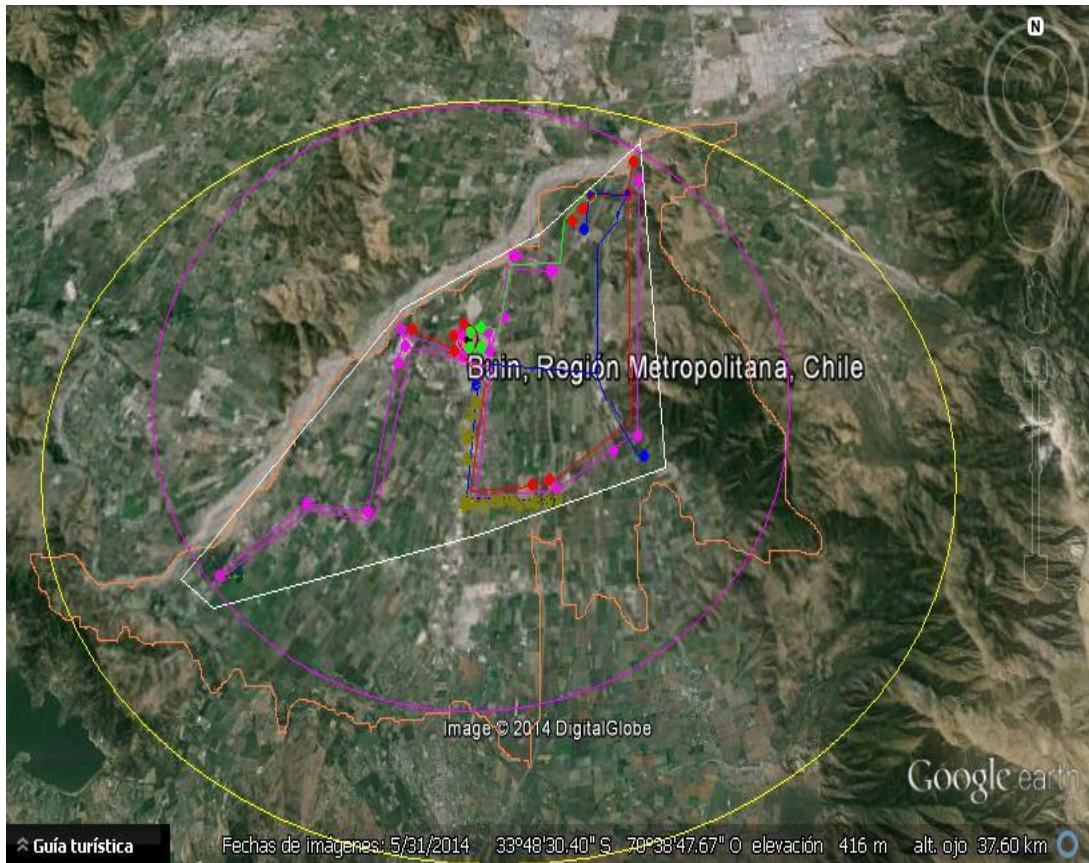 N
Buin, Región Metropolitana, Chile
Image © 2014 DigitalGlobe
Google earth
Guía turística
Fechas de imágenes: 5/31/2014 33°48'30.40" S 70°38'47.67" O elevación 416 m alt. ojo 37.60 km